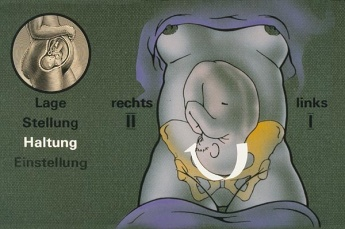 Lage
Stellung
Haltung
Einstellung
rechts
II
links
I